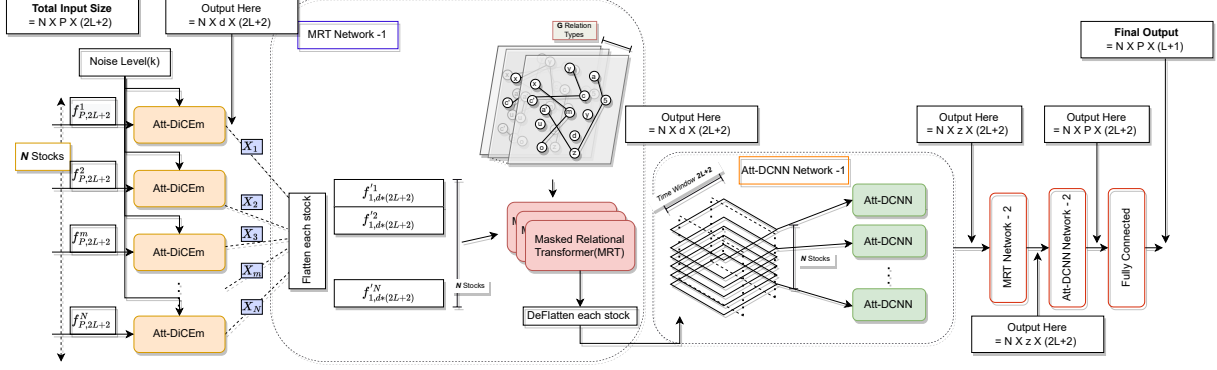 Total Input Size
= N X P X (2L+2)
Output Here
= N X d X (2L+2)
MRT Network -1
G Relation
Types
Final Output
= N X P X (L+1)
Noise Level(k)
f^1_{P,2L+2}
Att-DiCEm
X_1
N Stocks
f^2_{P,2L+2}
Att-DiCEm
X_2
f^m_{P,2L+2}
Att-DiCEm
X_3
X_m
f^N_{P,2L+2}
Att-DiCEm
X_N
Flatten each stock
f'^1_{1,d*(2L+2)}
f'^2_{1,d*(2L+2)}
f'^N_{1,d*(2L+2)}
N Stocks
Masked Relational
Transformer(MRT)
DeFlatten each stock
Output Here
= N X d X (2L+2)
Att-DCNN Network -1
Time Window 2L+2
N Stocks
Att-DCNN
Att-DCNN
Att-DCNN
Output Here
= N X z X (2L+2)
Output Here
= N X P X (2L+2)
MRT Network - 2
Att-DCNN Network - 2
Fully Connected
Output Here
= N X z X (2L+2)